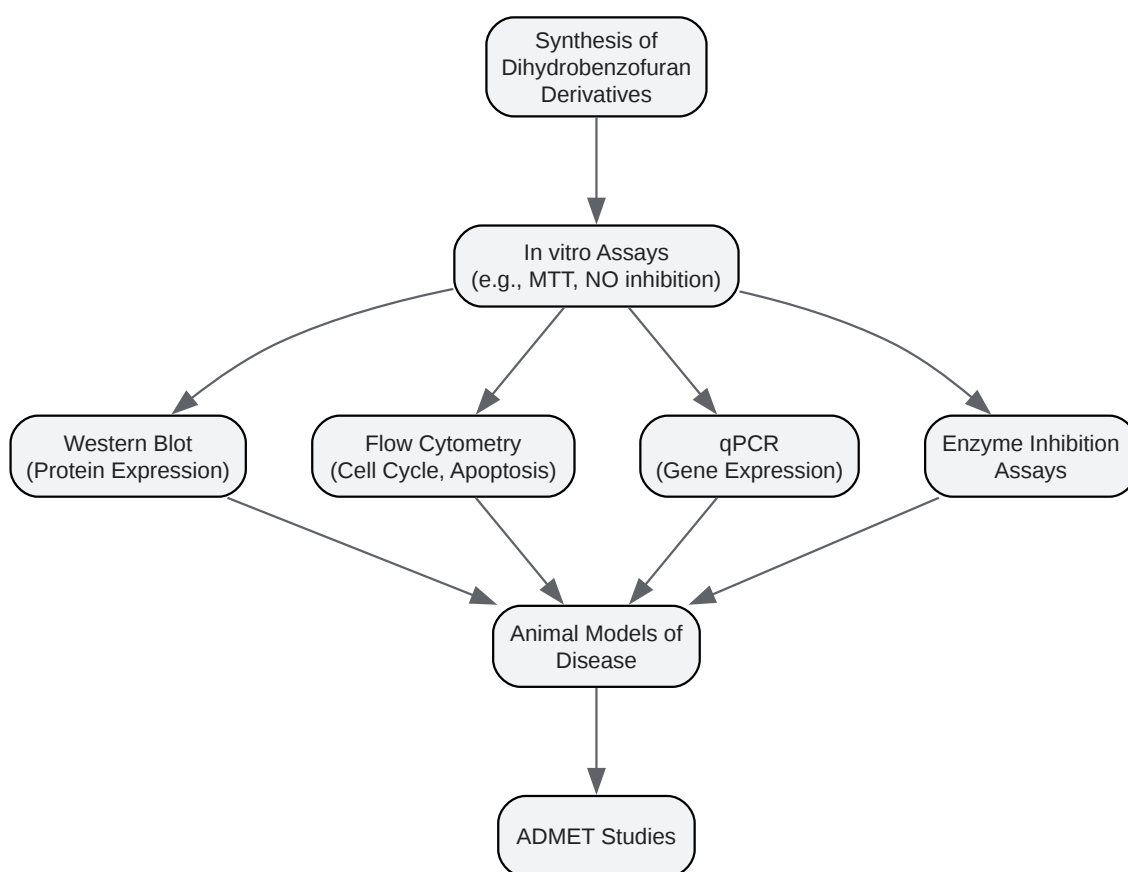 Synthesis of
Dihydrobenzofuran
Derivatives
In vitro Assays
(e.g., MTT, NO inhibition)
Western Blot
(Protein Expression)
Flow Cytometry
(Cell Cycle, Apoptosis)
qPCR
(Gene Expression)
Enzyme Inhibition
Assays
Animal Models of
Disease
ADMET Studies